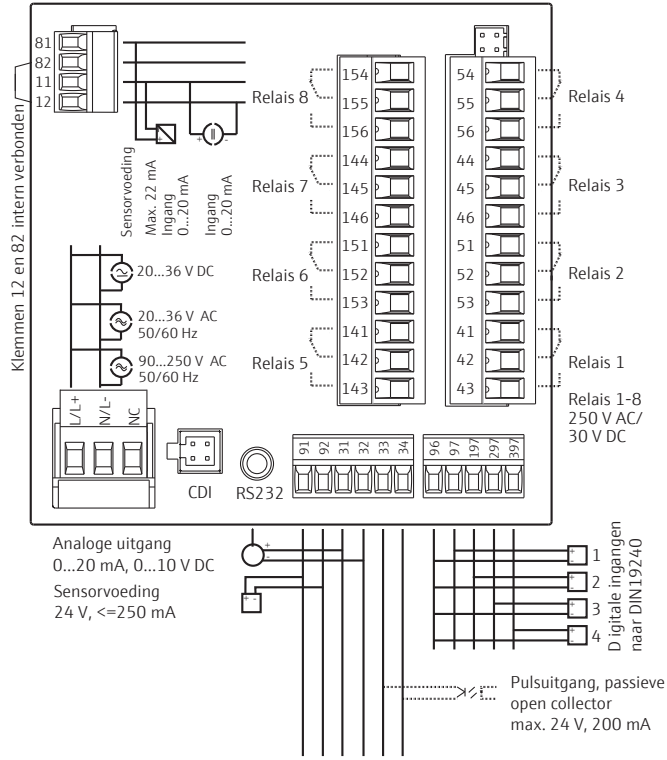 81
82
11
12
Klemmen 12 en 82 intern verbonden
Sensorvoeding
Max. 22 mA
Ingang
0...20 mA
Ingang
0...20 mA
+
+ -
20...36 V DC
20...36 V AC
50/60 Hz
90...250 V AC
50/60 Hz
L/L+
N/L-
NC
CDI
RS232
Relais 8
154
155
156
Relais 7
144
145
146
Relais 6
151
152
153
Relais 5
141
142
143
54
55
56
Relais 4
44
45
46
Relais 3
51
52
53
Relais 2
41
42
43
Relais 1
Relais 1-8
250 V AC/
30 V DC
91
92
31
32
33
34
96
97
197
297
397
Analoge uitgang
0...20 mA, 0...10 V DC
+
-
Sensorvoeding
24 V, <=250 mA
+ -
+
-
1
+
-
2
+
-
3
+
-
4
D igitale ingangen
naar DIN19240
Pulsuitgang, passieve
open collector
max. 24 V, 200 mA